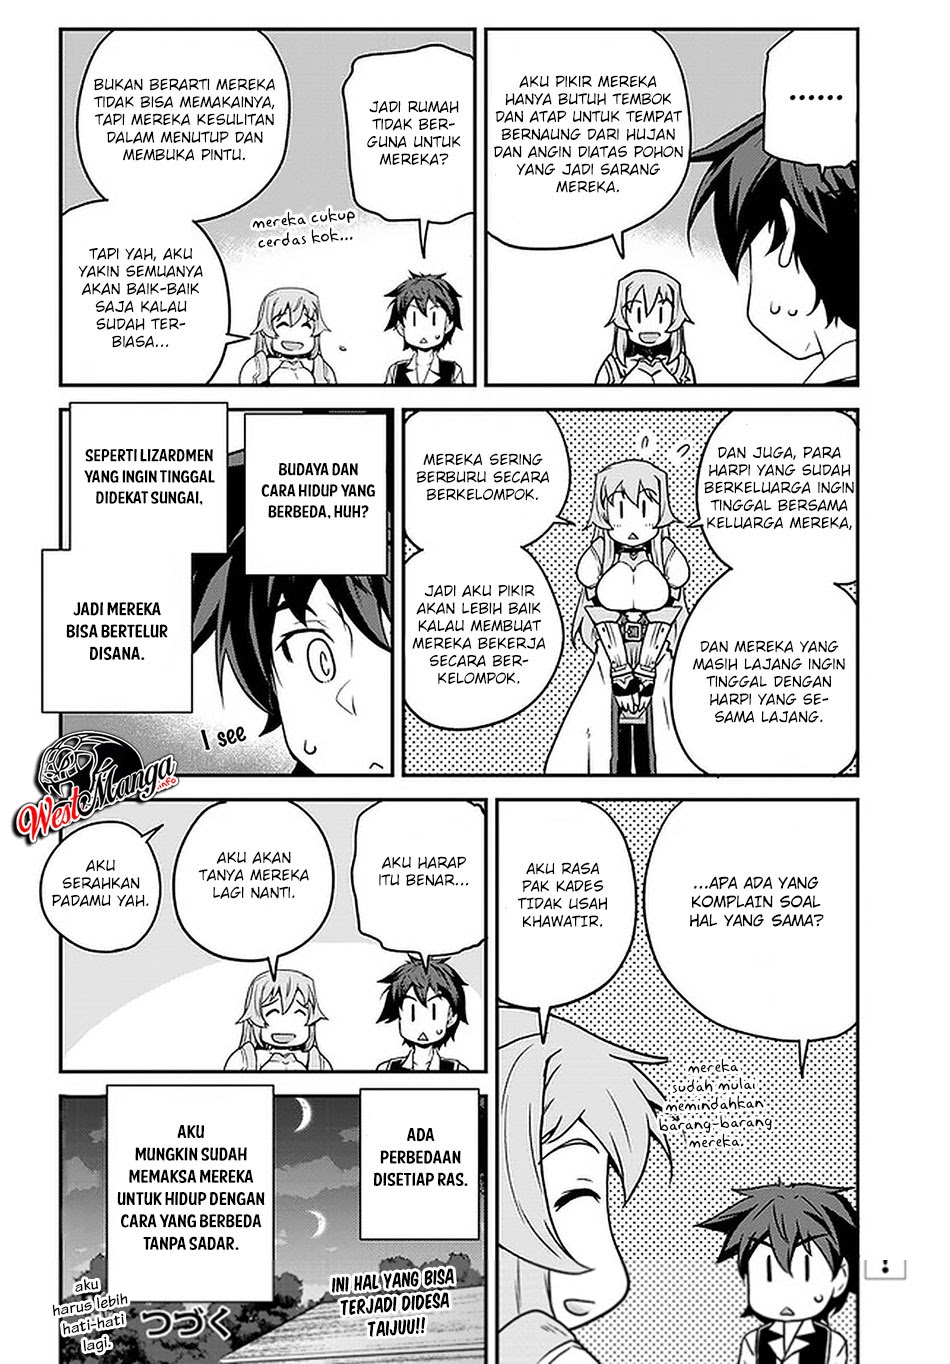 .......
AKU PIKIR MEREKA
HANYA BUTUH TEMBOK
DAN ATAP UNTUK TEMPAT
BERNAUNG DARI HUJAN
DAN ANGIN DIATAS POHON
YANG JADI SARANG
MEREKA.
JADI RUMAH
TIDAK BER-
GUNA UNTUK
MEREKA?
BUKAN BERARTI MEREKA
TIDAK BISA MEMAKAINYA,
TAPI MEREKA KESULITAN
DALAM MENUTUP DAN
MEMBUKA PINTU.
mereka cukup
cerdas kok...
TAPI YAH, AKU
YAKIN SEMUANYA
AKAN BAIK-BAIK
SAJA KALAU
SUDAH TER-
BIASA...
DAN JUGA, PARA
HARPI YANG SUDAH
BERKELUARGA INGIN
TINGGAL BERSAMA
KELUARGA MEREKA,
DAN MEREKA YANG
MASIH LAJANG INGIN
TINGGAL DENGAN
HARPI YANG SE-
SAMA LAJANG.
MEREKA SERING
BERBURU SECARA
BERKELOMPOK.
JADI AKU PIKIR
AKAN LEBIH BAIK
KALAU MEMBUAT
MEREKA BEKERJA
SECARA BER-
KELOMPOK.
BUDAYA DAN
CARA HIDUP YANG
BERBEDA, HUH?
SEPERTI LIZARDMEN
YANG INGIN TINGGAL
DIDEKAT SUNGAI,
JADI MEREKA
BISA BERTELUR
DISANA.
I see
WestManga
.info
...APA ADA YANG
KOMPLAIN SOAL
HAL YANG SAMA?
AKU RASA
PAK KADES
TIDAK USAH
KHAWATIR.
mereka
sudah mulai
memindahkan
barang-barang
mereka.
AKU HARAP
ITU BENAR...
AKU AKAN
TANYA MEREKA
LAGI NANTI.
AKU
SERAHKAN
PADAMU YAH.
ADA
PERBEDAAN
DISETIAP RAS.
AKU
MUNGKIN SUDAH
MEMAKSA MEREKA
UNTUK HIDUP DENGAN
CARA YANG BERBEDA
TANPA SADAR.
INI HAL YANG BISA
TERJADI DIDESA
TAIJUU!!
aku
harus lebih
hati-hati
lagi.
つづく